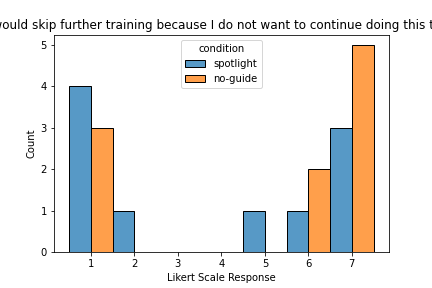 would skip further training because I do not want to continue doing this t
condition
spotlight
no-guide
5
4
3
2
1
0
Count
1 2 3 4 5 6 7
Likert Scale Response